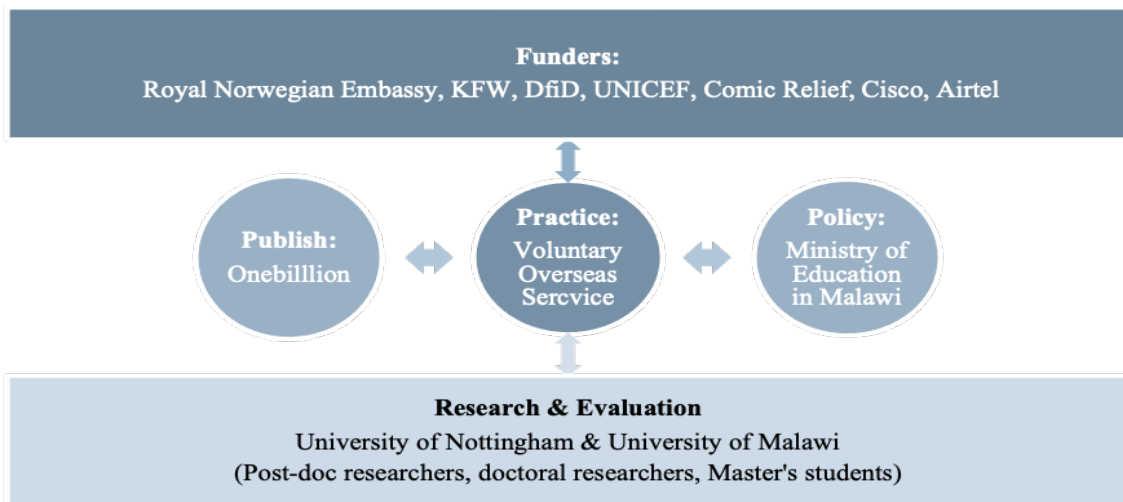 Funders:
Royal Norwegian Embassy, KFW, DfiD, UNICEF, Comic Relief, Cisco, Airtel
Publish:
Onebilllion
Practice:
Voluntary
Overseas
Sercvice
Policy:
Ministry of
Education
in Malawi
Research & Evaluation
University of Nottingham & University of Malawi
(Post-doc researchers, doctoral researchers, Master's students)